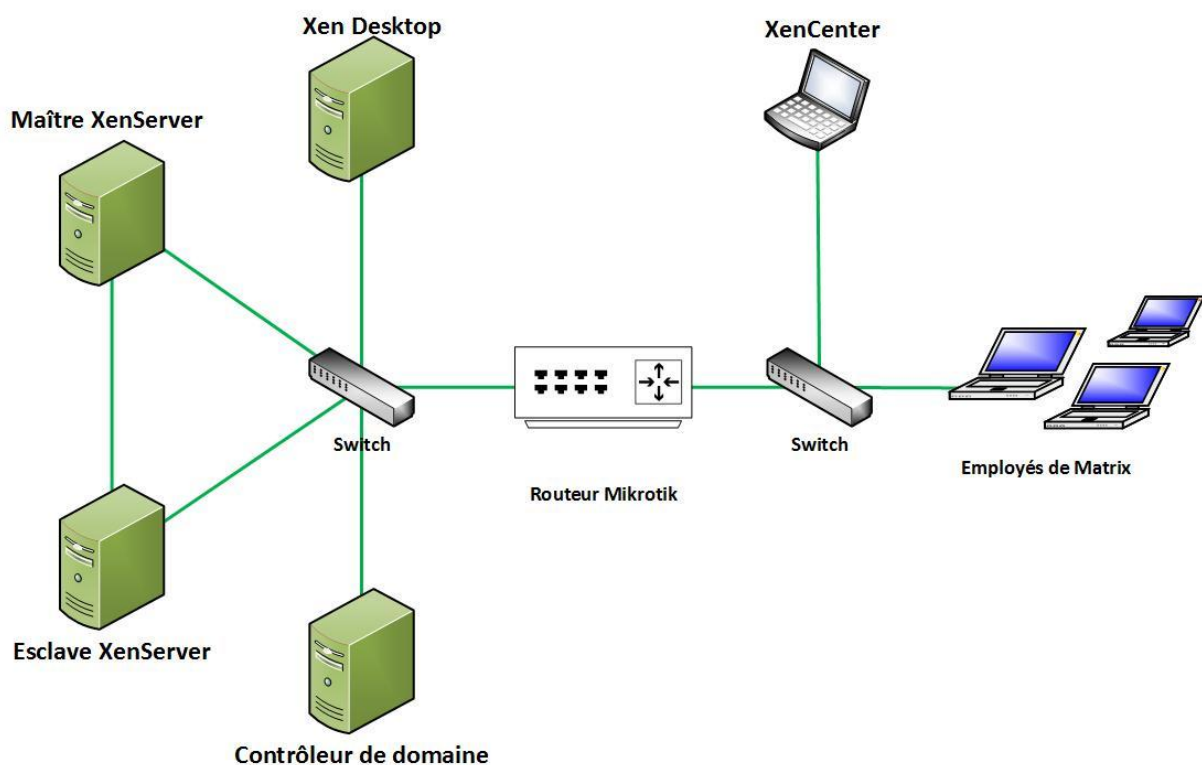 Xen Desktop
XenCenter
Maître XenServer
Switch
Switch
Employés de Matrix
Routeur Mikrotik
Esclave XenServer
Contrôleur de domaine